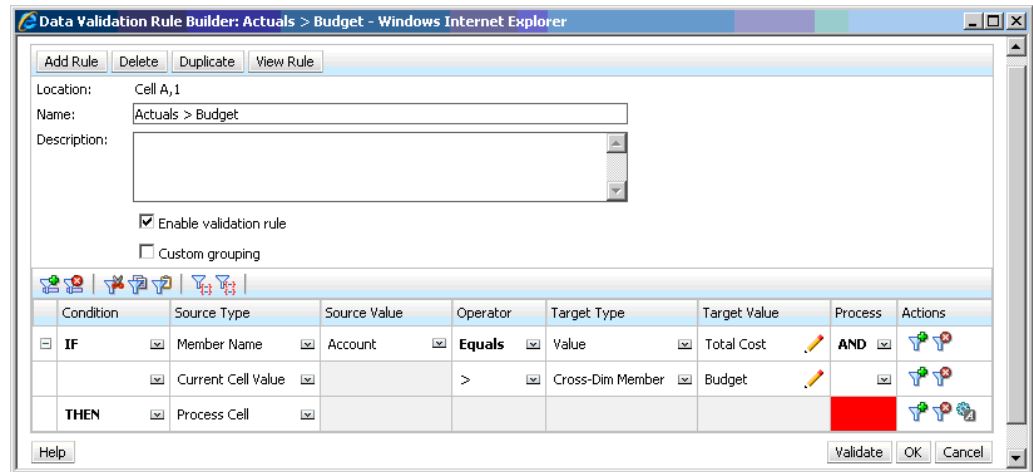 Data Validation Rule Builder: Actuals > Budget - Windows Internet Explorer
Add Rule Delete Duplicate View Rule
Location: Cell A,1
Name: Actuals > Budget
Description:
Enable validation rule
Custom grouping
Condition Source Type Source Value Operator Target Type Target Value Process Actions
IF Member Name Account Equals Value Total Cost AND
Current Cell Value > Cross-Dim Member Budget
THEN Process Cell
Help Validate OK Cancel